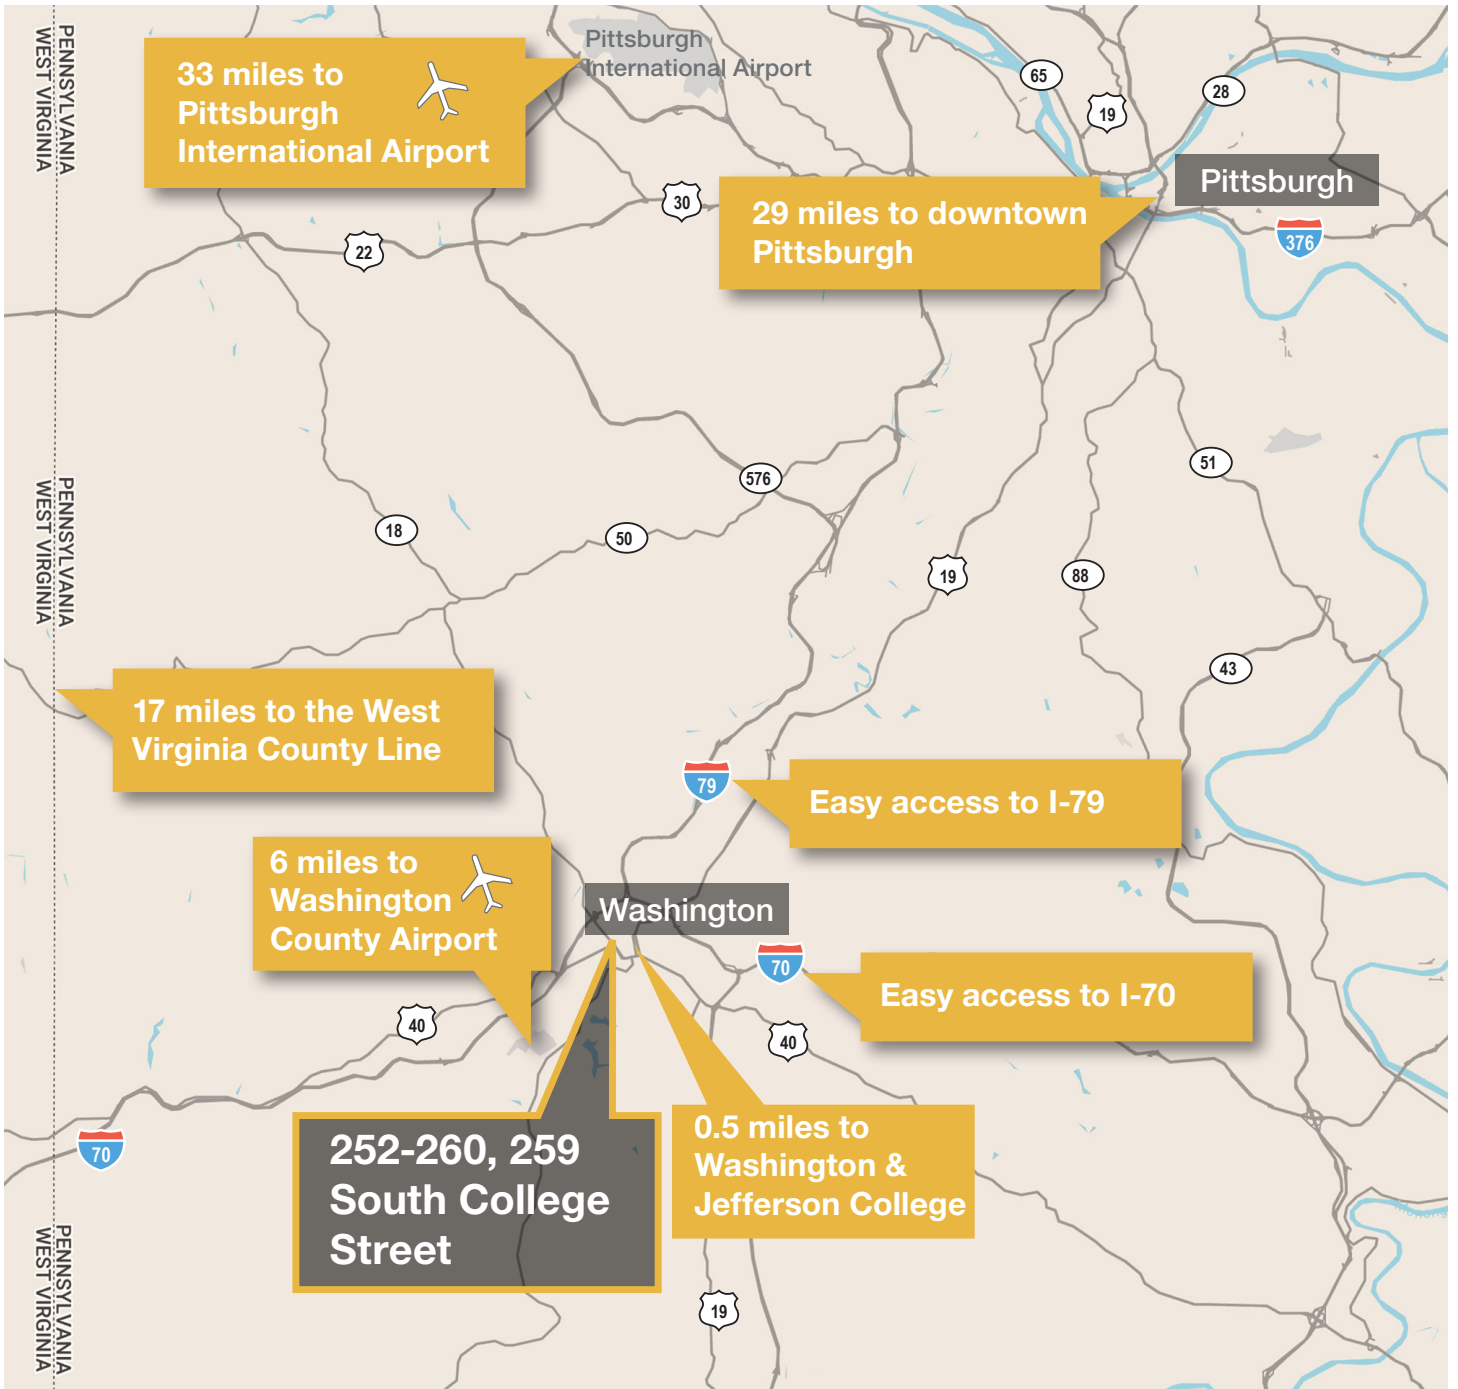 PENNSYLVANIA
WEST VIRGINIA
33 miles to
Pittsburgh
International Airport
Pittsburgh
International Airport
65
19
28
Pittsburgh
376
29 miles to downtown
Pittsburgh
30
22
51
PENNSYLVANIA
WEST VIRGINIA
576
18
50
19
88
43
17 miles to the West
Virginia County Line
79
Easy access to I-79
6 miles to
Washington
County Airport
Washington
70
Easy access to I-70
40
40
70
252-260, 259
South College
Street
0.5 miles to
Washington &
Jefferson College
PENNSYLVANIA
WEST VIRGINIA
19